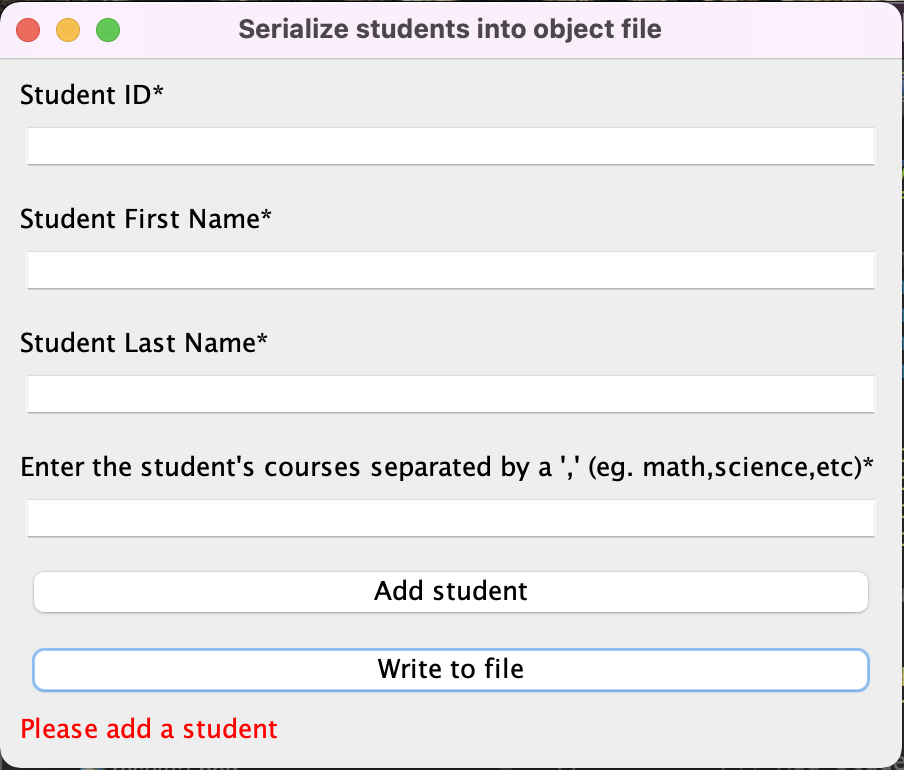 Serialize students into object file
Student ID*
Student First Name*
Student Last Name*
Enter the student's courses separated by a ',' (eg. math,science,etc)*
Add student
Write to file
Please add a student